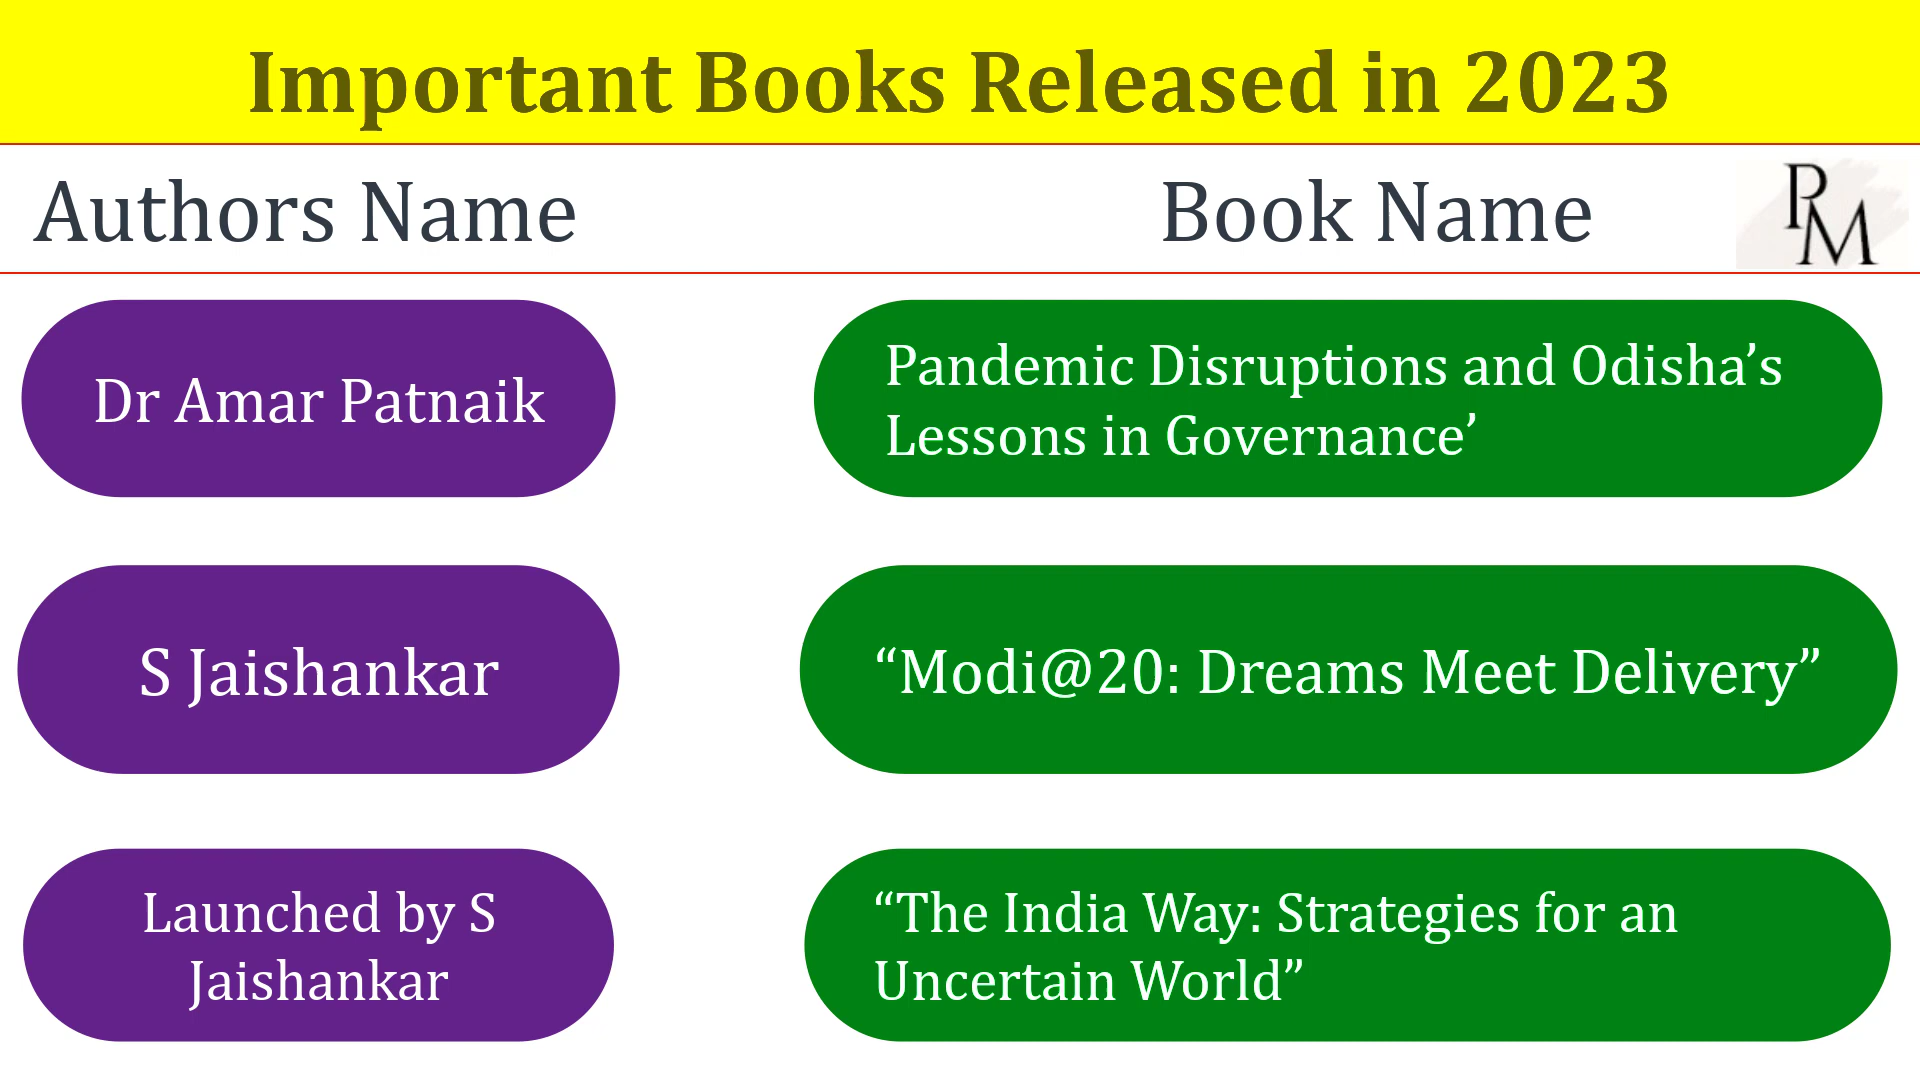 Important Books Released in 2023
Authors Name
Book Name
PM
Dr Amar Patnaik
Pandemic Disruptions and Odisha’s
Lessons in Governance’
S Jaishankar
“Modi@20: Dreams Meet Delivery”
Launched by S
Jaishankar
“The India Way: Strategies for an
Uncertain World”